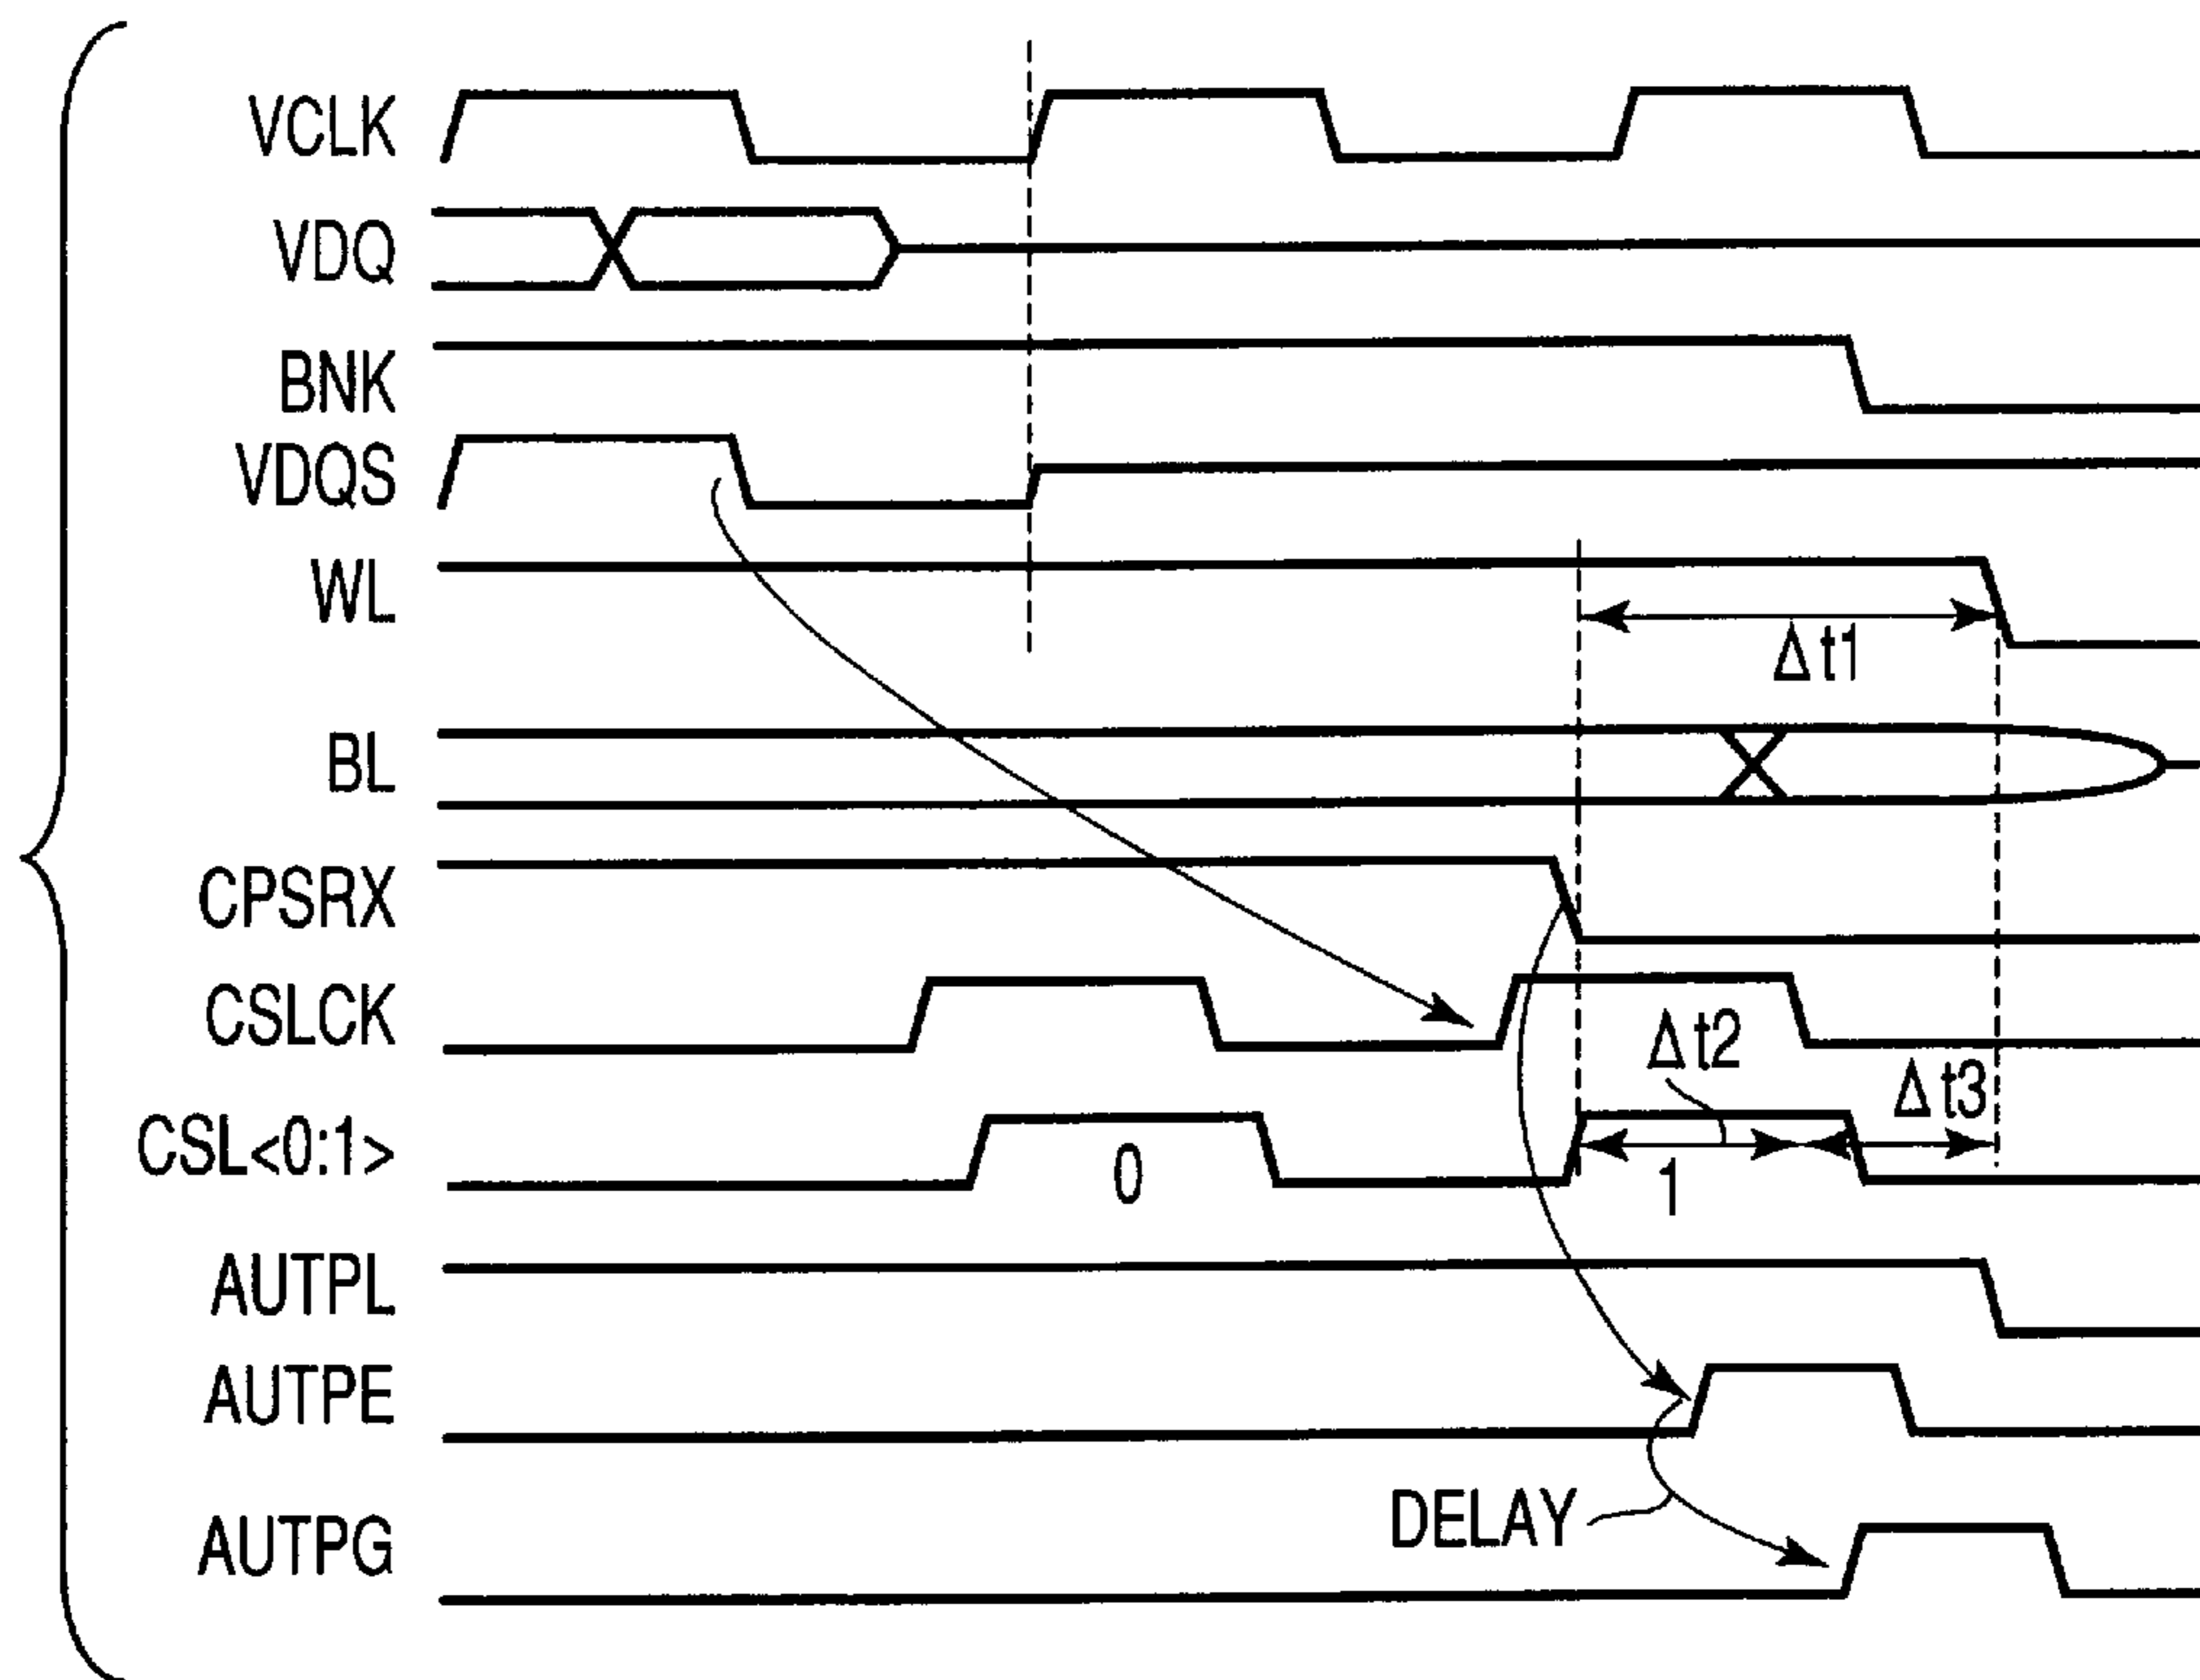 VCLK
VDQ
BNK
VDQS
WL
Δt1
BL
CPSRX
CSLCK
Δt2
Δt3
CSL<0:1>
0
1
AUTPL
AUTPE
DELAY
AUTPG